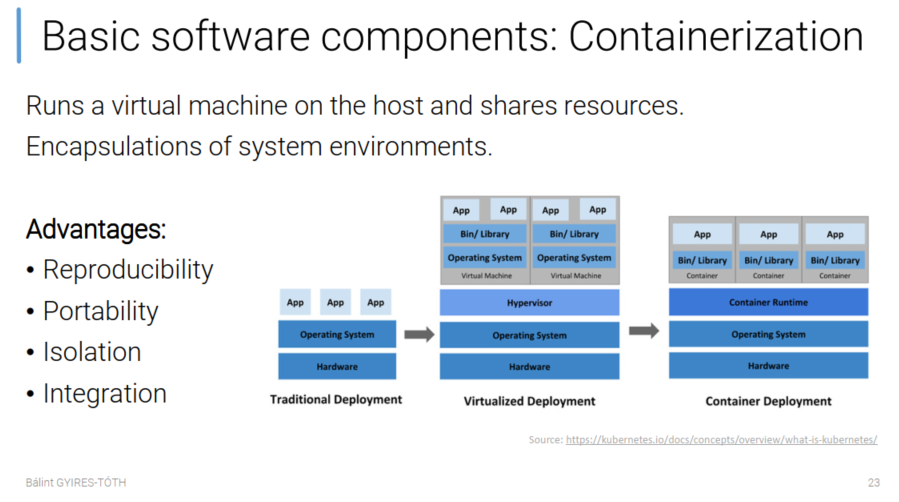 Basic software components: Containerization
Runs a virtual machine on the host and shares resources.
Encapsulations of system environments.
Advantages:
• Reproducibility
• Portability
• Isolation
• Integration
App App App
Operating System
Hardware
Traditional Deployment
App App App App
Bin/ Library Bin/ Library
Operating System Operating System
Virtual Machine Virtual Machine
Hypervisor
Operating System
Hardware
Virtualized Deployment
App App App
Bin/ Library Bin/ Library Bin/ Library
Container Container Container
Container Runtime
Operating System
Hardware
Container Deployment
Source: https://kubernetes.io/docs/concepts/overview/what-is-kubernetes/
Bálint GYIRES-TÓTH
23